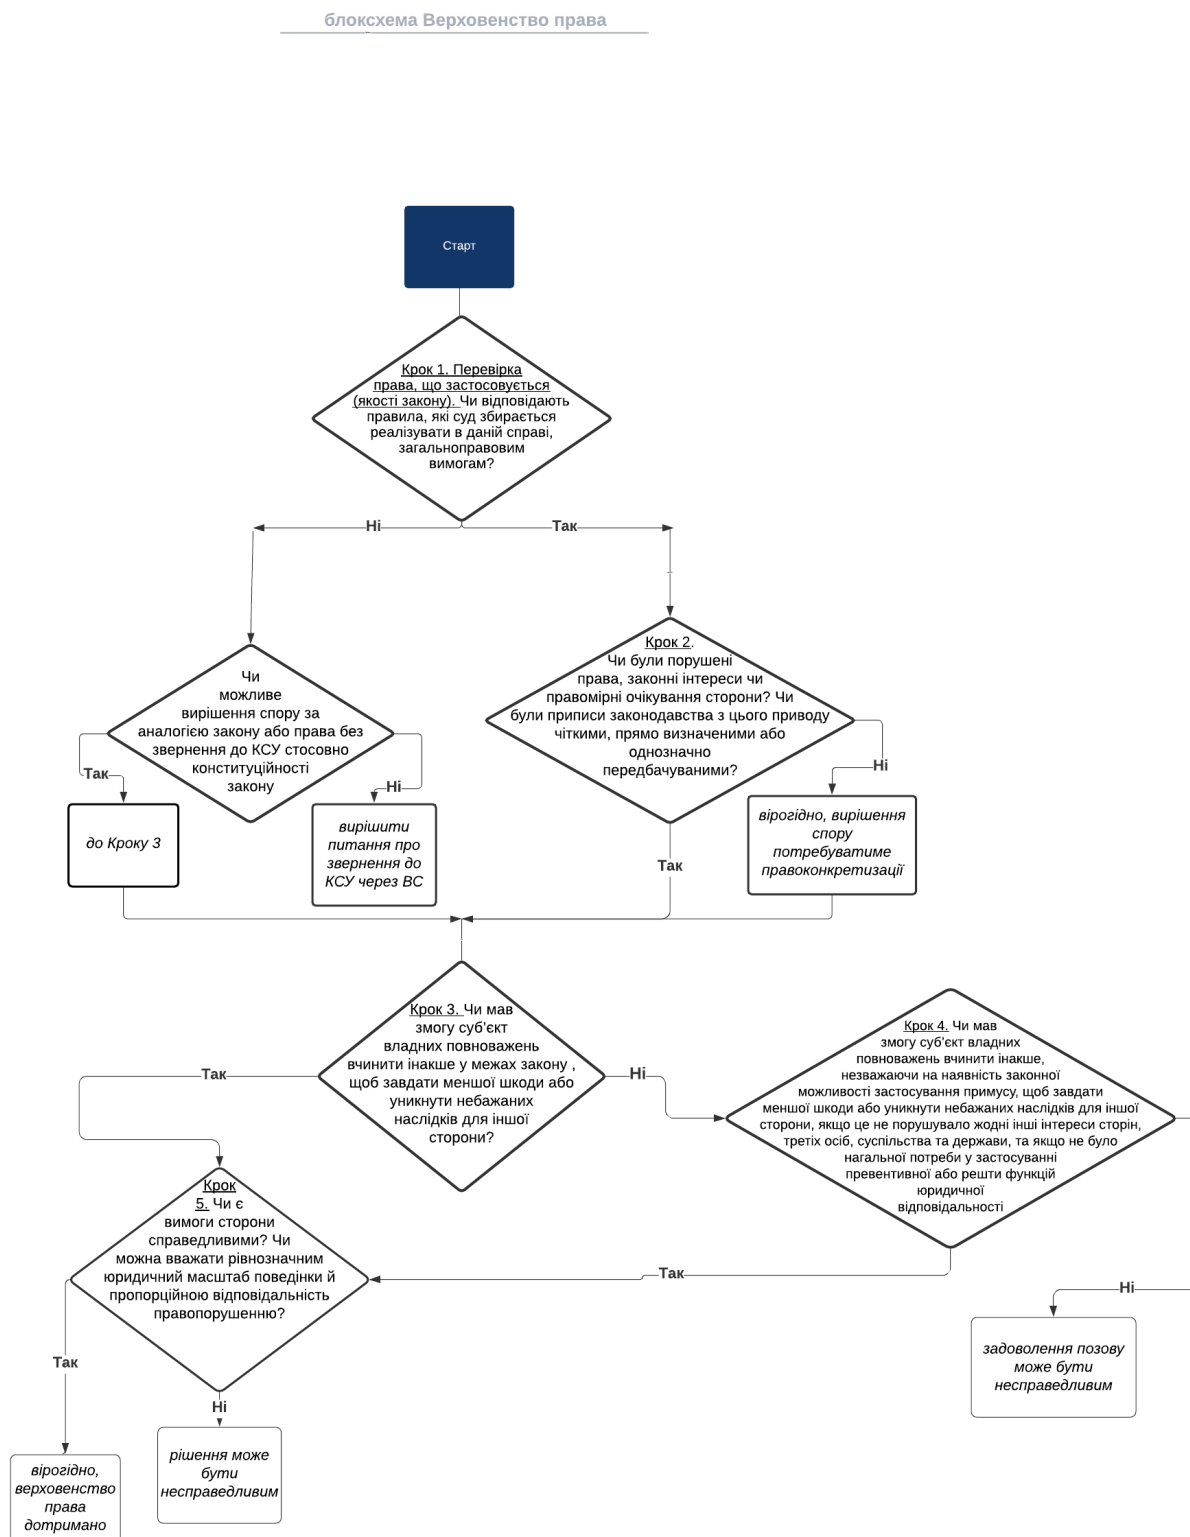 блоксхема Верховенство права
Старт
Крок 1. Перевірка
права, що застосовується
(якості закону). Чи відповідають
правила, які суд збирається
реалізувати в даній справі,
загальноправовим
вимогам?
Ні
Так
Чи
можливе
вирішення спору за
аналогією закону або права без
звернення до КСУ стосовно
конституційності
закону
Крок 2.
Чи були порушені
права, законні інтереси чи
правомірні очікування сторони? Чи
були приписи законодавства з цього приводу
чіткими, прямо визначеними або
однозначно
передбачуваними?
Так
Ні
Ні
до Кроку 3
вирішити
питання про
звернення до
КСУ через ВС
вірогідно, вирішення
спору
потребуватиме
правоконкретизації
Так
Крок 3. Чи мав
змогу суб'єкт
владних повноважень
вчинити інакше у межах закону ,
щоб завдати меншої шкоди або
уникнути небажаних
наслідків для іншої
сторони?
Так
Ні
Крок 4. Чи мав
змогу суб'єкт владних
повноважень вчинити інакше,
незважаючи на наявність законної
можливості застосування примусу, щоб завдати
меншої шкоди або уникнути небажаних наслідків для іншої
сторони, якщо це не порушувало жодні інші інтереси сторін,
третіх осіб, суспільства та держави, та якщо не було
нагальної потреби у застосуванні
превентивної або решти функцій
юридичної
відповідальності
Крок
5. Чи є
вимоги сторони
справедливими? Чи
можна вважати рівнозначним
юридичний масштаб поведінки й
пропорційною відповідальність
правопорушенню?
Так
Ні
задоволення позову
може бути
несправедливим
Так
Ні
рішення може
бути
несправедливим
вірогідно,
верховенство
права
дотримано